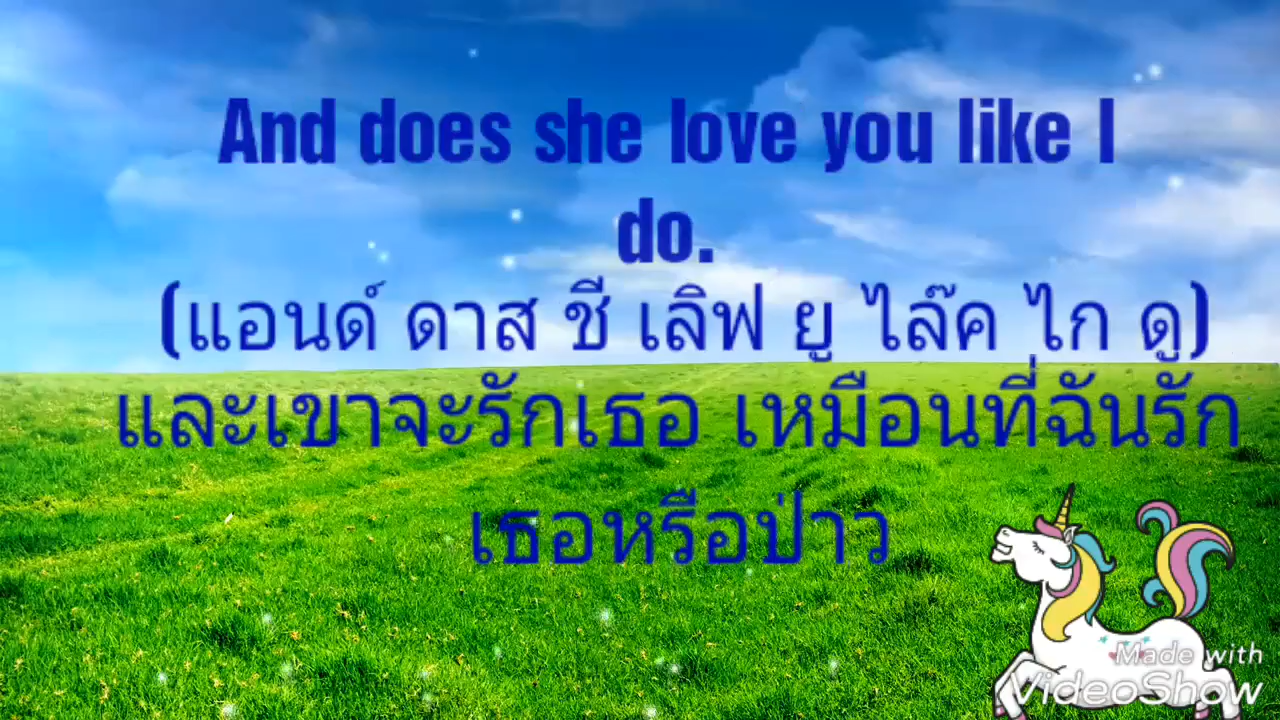 And does she love you like I
do.
(แอนด์ ดาส ชี เลิฟ ยู ไล๊ค ไก ดู)
และเขาจะรักเธอ เหมือนที่ฉันรัก
เธอหรือป่าว
Made with
VideoShow